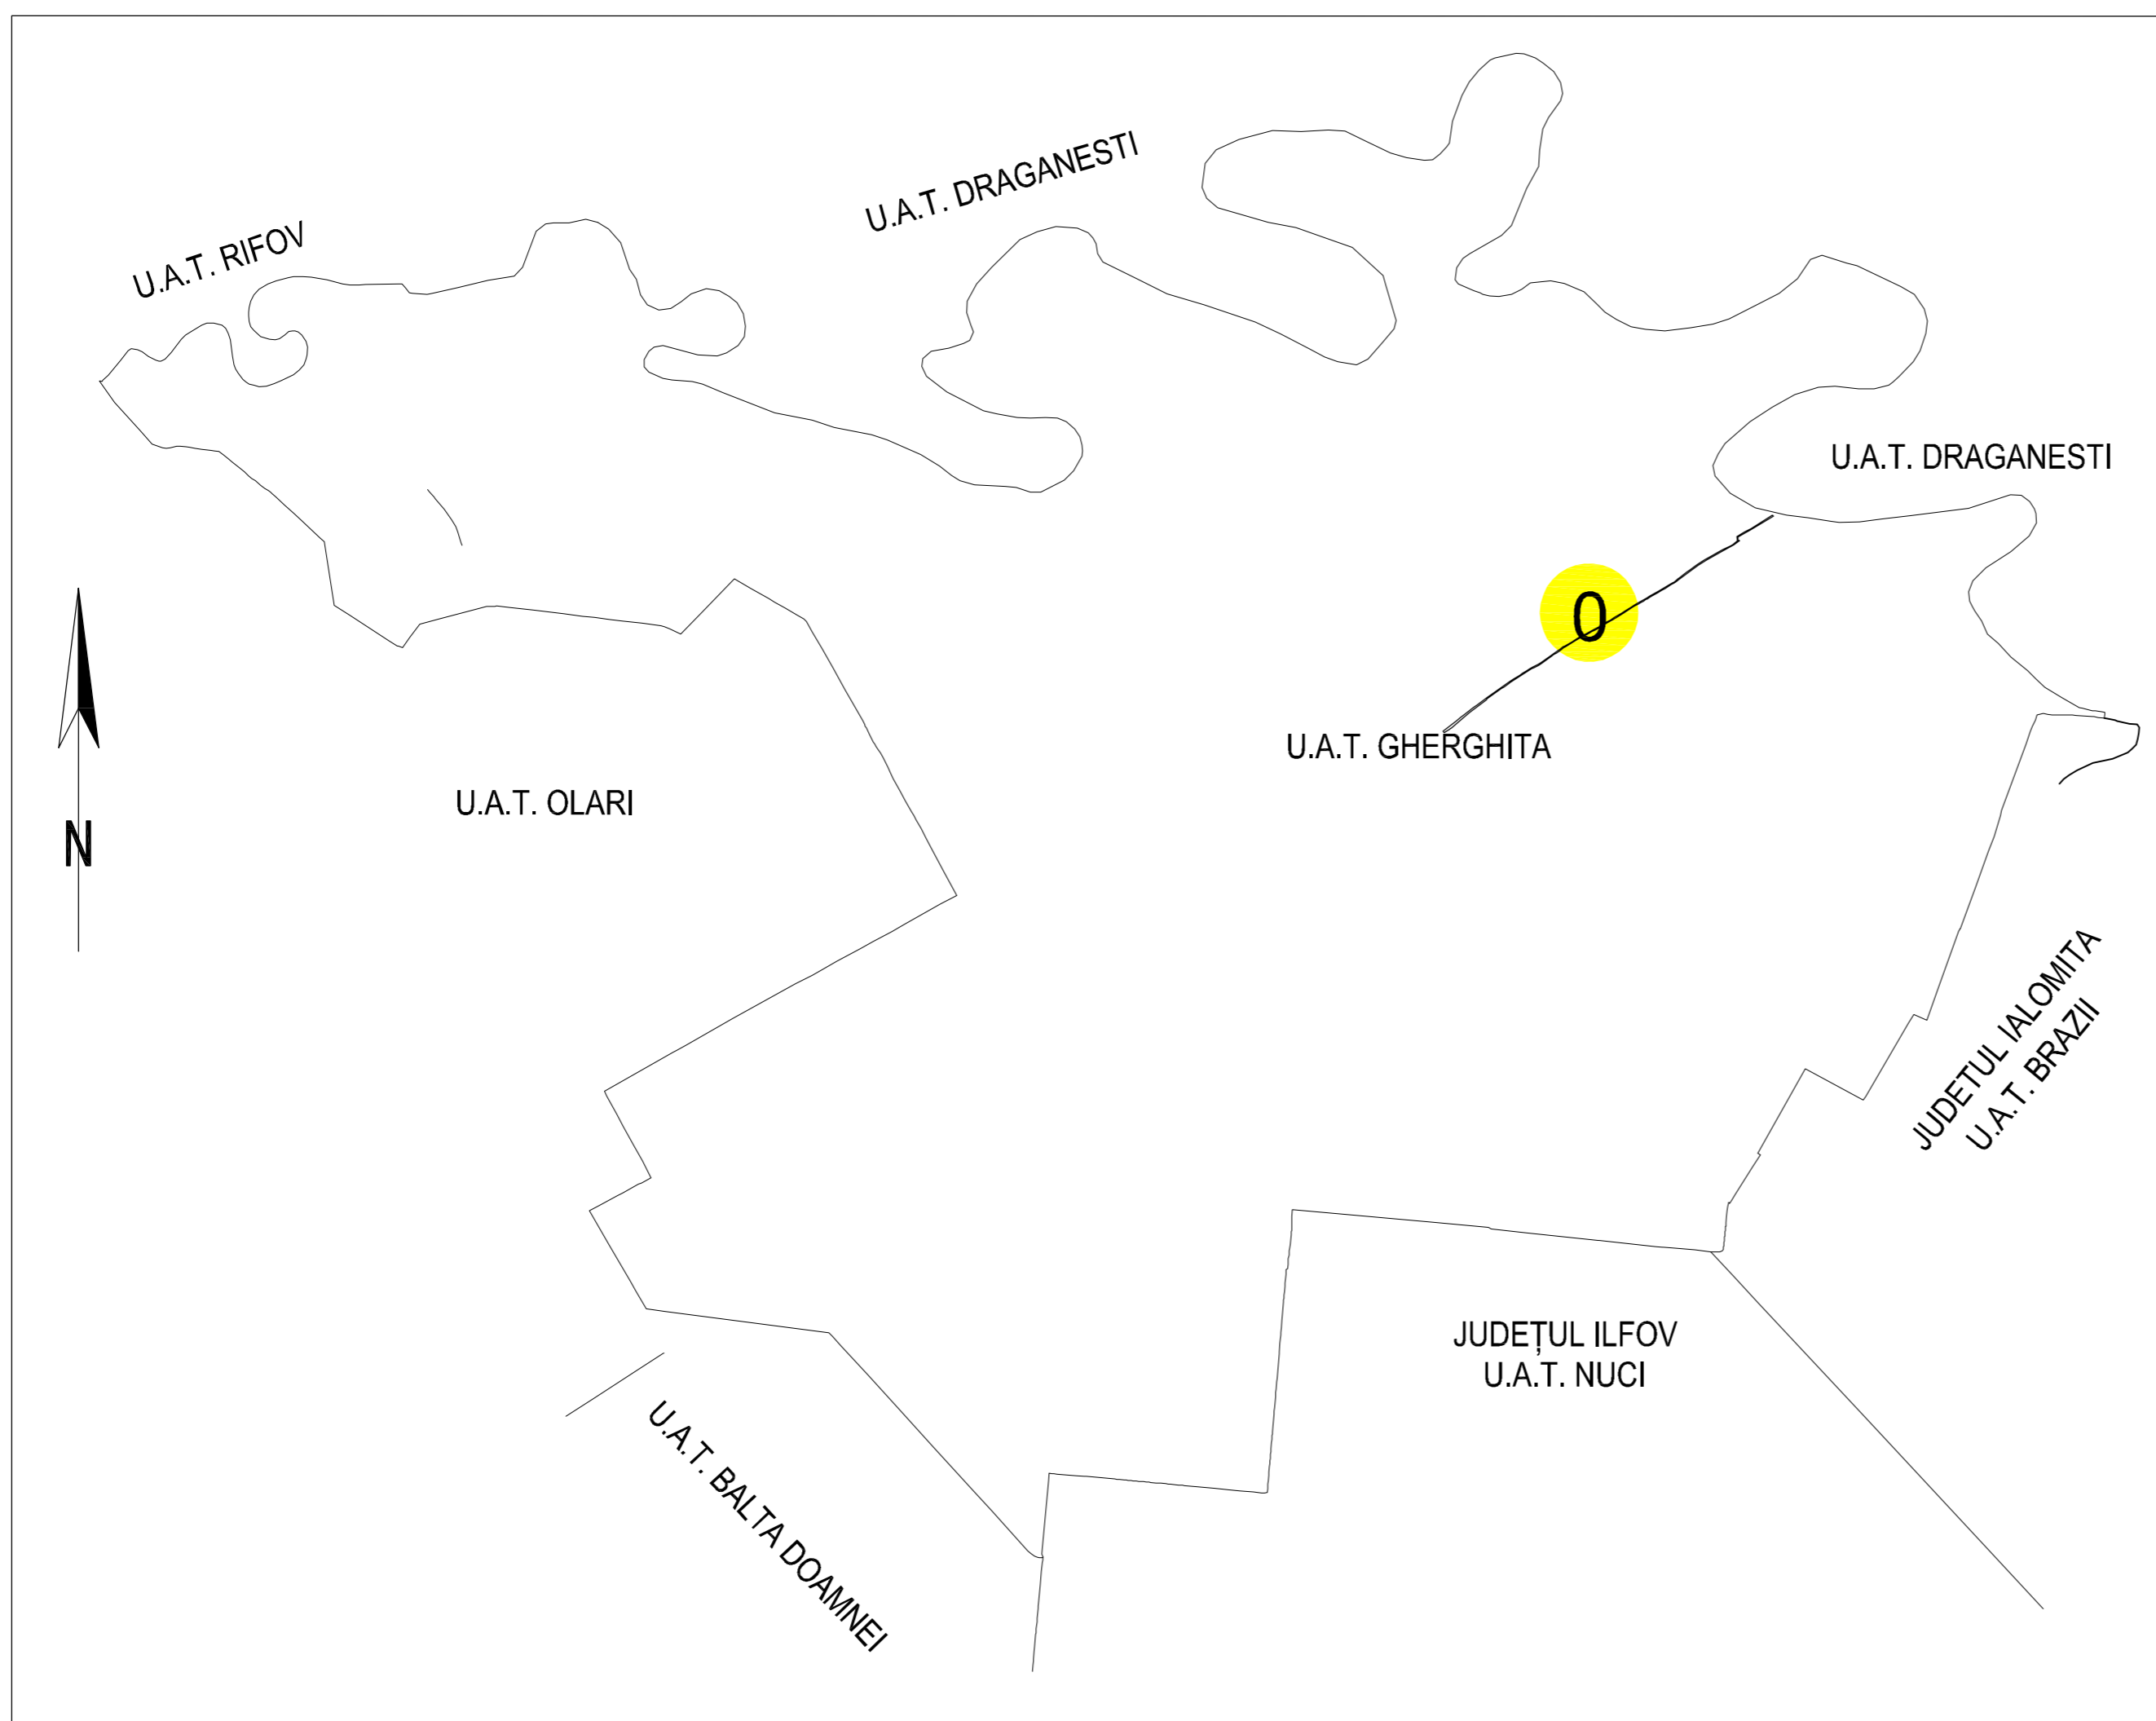 U.A.T. DRAGANESTI
U.A.T. RIFOV
U.A.T. DRAGANESTI
0
U.A.T. GHERGHITA
U.A.T. OLARI
N
JUDETUL IALOMITA
U.A.T. BRAZII
JUDEȚUL ILFOV
U.A.T. NUCI
U.A.T. BALTA DOAMNEI